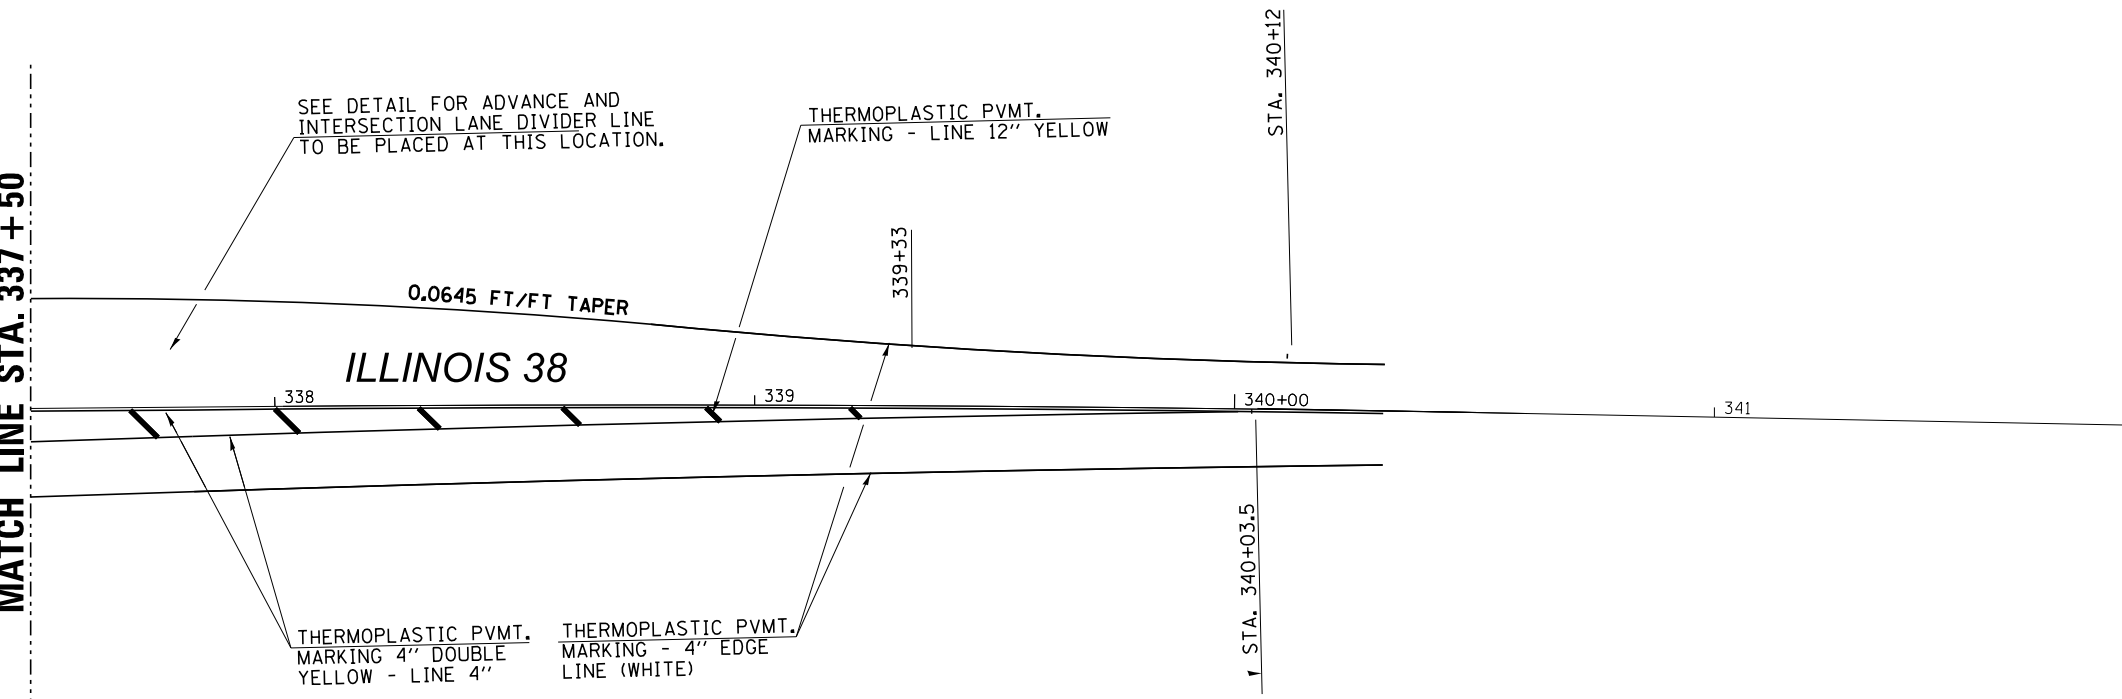 STA. 340+12
SEE DETAIL FOR ADVANCE AND
INTERSECTION LANE DIVIDER LINE
TO BE PLACED AT THIS LOCATION.
THERMOPLASTIC PVMT.
MARKING - LINE 12" YELLOW
MATCH LINE STA. 337+50
339+33
0.0645 FT/FT TAPER
ILLINOIS 38
338
339
340+00
341
STA. 340+03.5
THERMOPLASTIC PVMT.
MARKING 4" DOUBLE
YELLOW - LINE 4"
THERMOPLASTIC PVMT.
MARKING - 4" EDGE
LINE (WHITE)